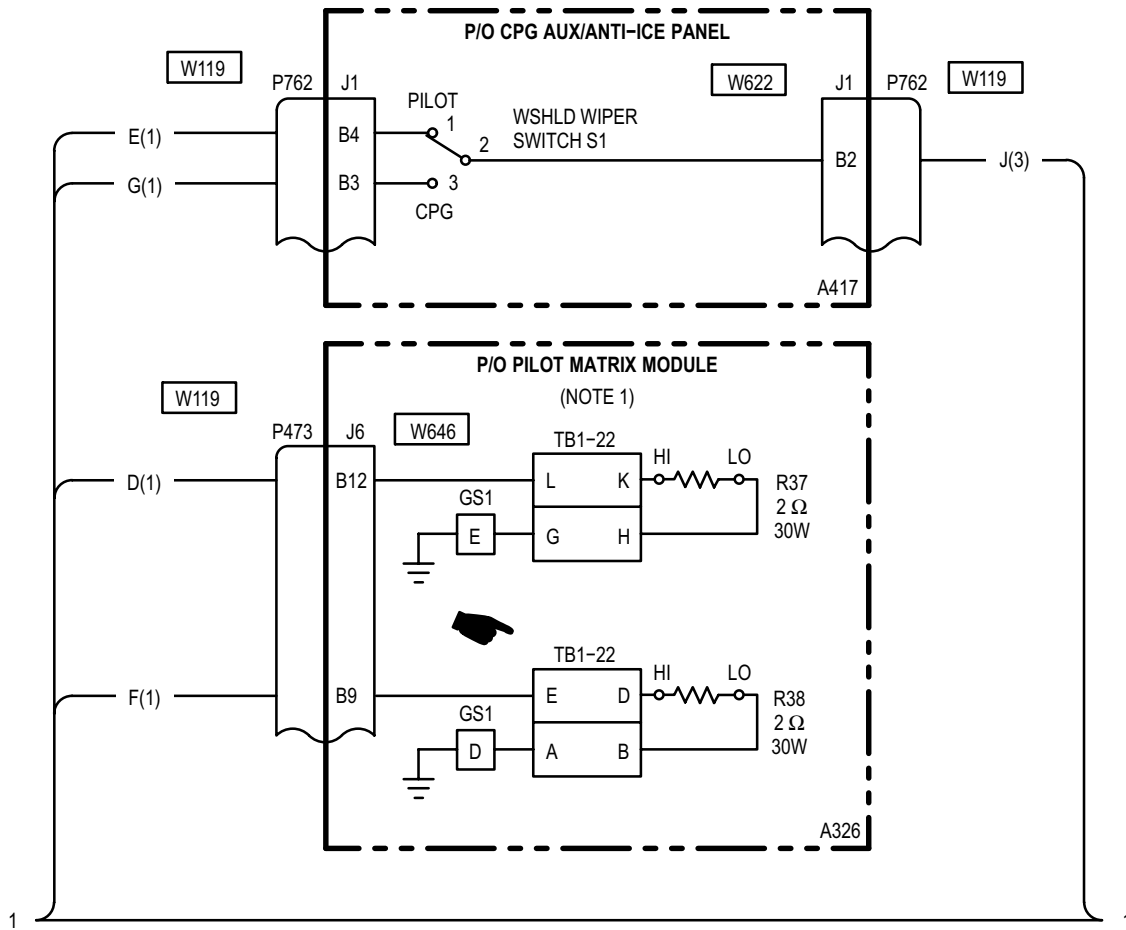 P/O CPG AUX/ANTI−ICE PANEL
W119
W622
W119
P762
J1
J1
P762
PILOT
1
WSHLD WIPER
SWITCH S1
E(1)
B4
2
B2
J(3)
G(1)
B3
3
CPG
A417
P/O PILOT MATRIX MODULE
(NOTE 1)
W119
P473
J6
W646
TB1−22
HI
LO
D(1)
B12
L
K
R37
2 Ω
30W
GS1
E
G
H
TB1−22
HI
LO
F(1)
B9
E
D
R38
2 Ω
30W
GS1
D
A
B
A326
1